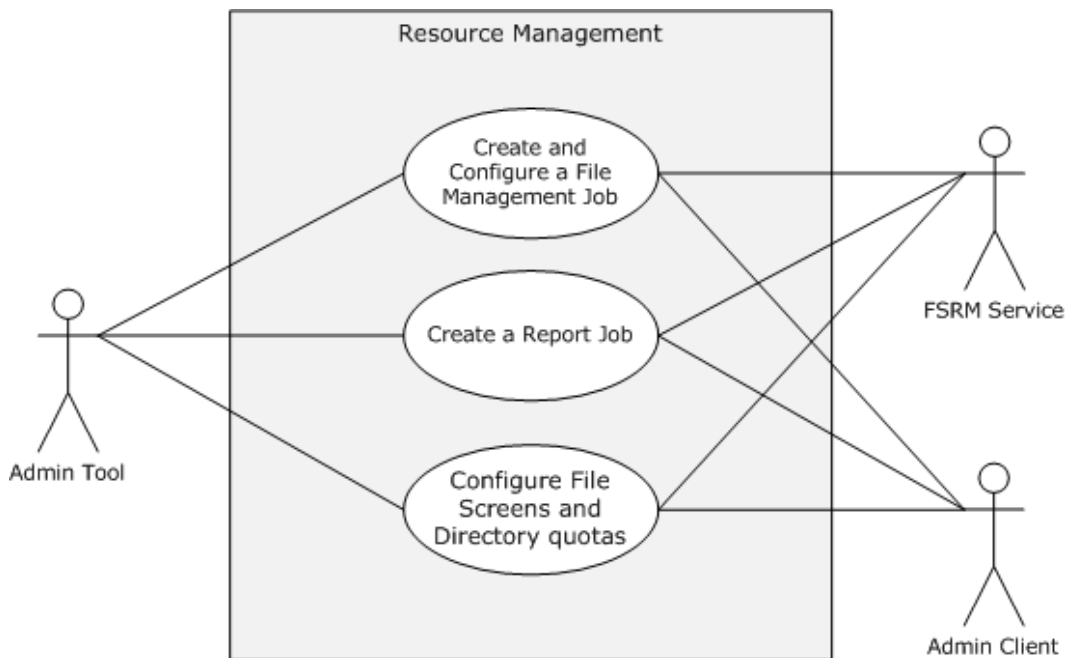 Resource Management
Create and
Configure a File
Management Job
FSRM Service
Create a Report Job
Admin Tool
Configure File
Screens and
Directory quotas
Admin Client